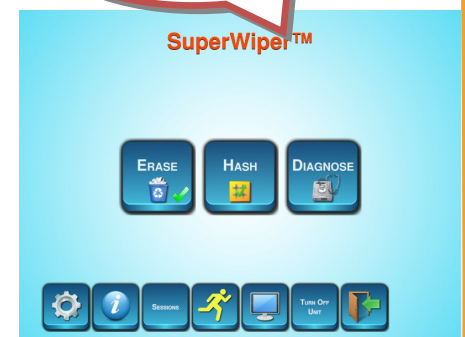 SuperWiper™
ERASE
HASH
DIAGNOSE
SESSIONS
TURN OFF
UNIT